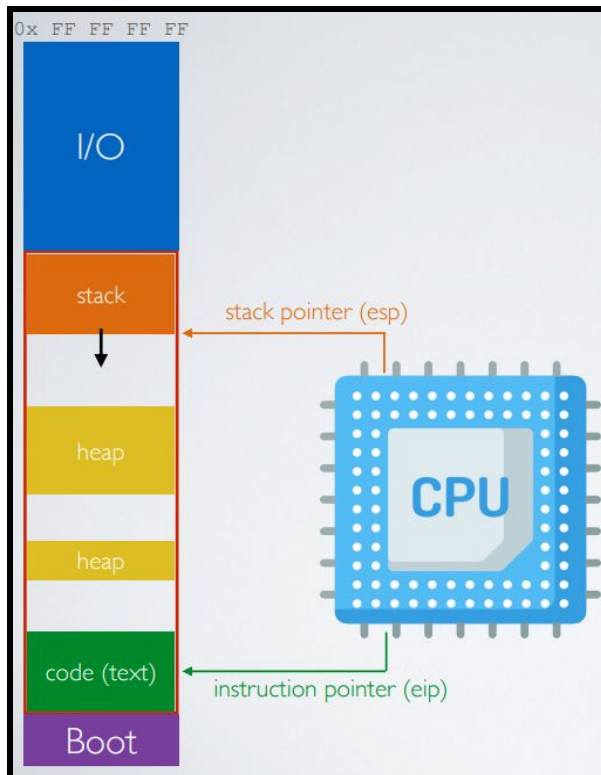 0x FF FF FF FF
I/O
stack
stack pointer (esp)
heap
CPU
heap
code (text)
instruction pointer (eip)
Boot